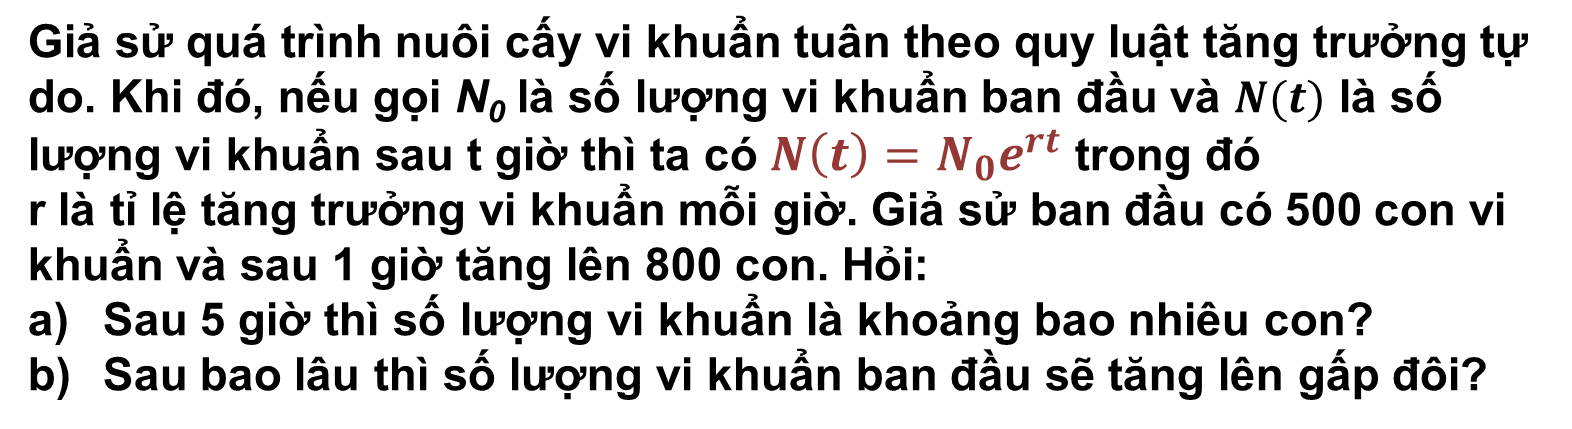 Giả sử quá trình nuôi cấy vi khuẩn tuân theo quy luật tăng trưởng tự
do. Khi đó, nếu gọi N₀ là số lượng vi khuẩn ban đầu và N(t) là số
lượng vi khuẩn sau t giờ thì ta có N(t) = N₀eʳᵗ trong đó
r là tỉ lệ tăng trưởng vi khuẩn mỗi giờ. Giả sử ban đầu có 500 con vi
khuẩn và sau 1 giờ tăng lên 800 con. Hỏi:
a) Sau 5 giờ thì số lượng vi khuẩn là khoảng bao nhiêu con?
b) Sau bao lâu thì số lượng vi khuẩn ban đầu sẽ tăng lên gấp đôi?